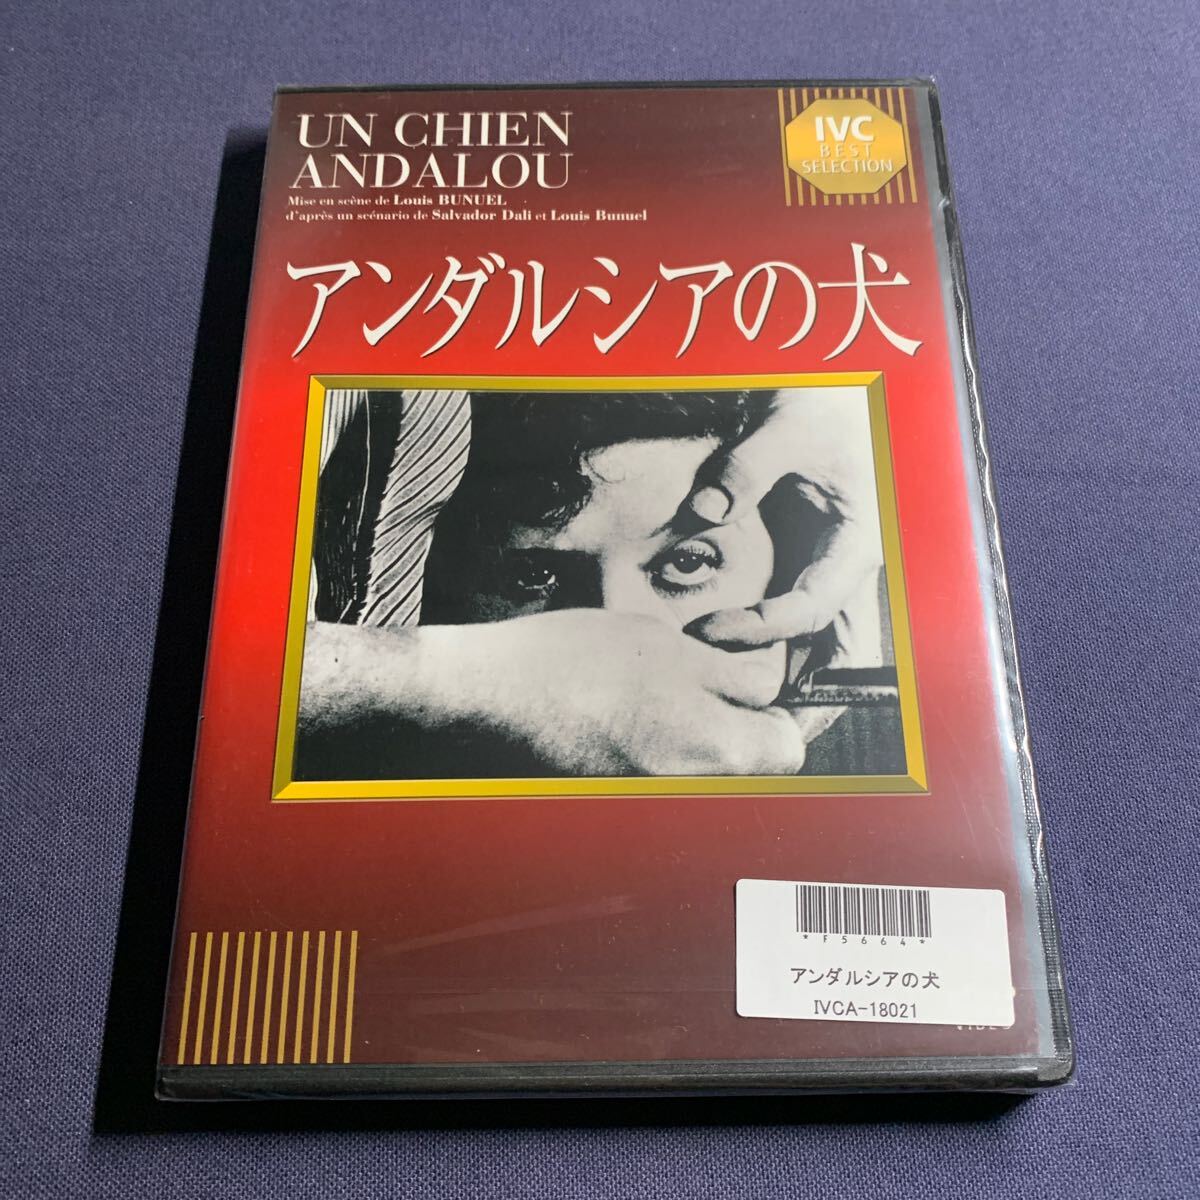 UN CHIEN
ANDALOU
Mise en scène de Louis BUNUEL
d'après un scénario de Salvador Dali et Louis Bunuel
IVC
BEST
SELECTION
アンダルシアの犬
*F5664*
アンダルシアの犬
IVCA-18021